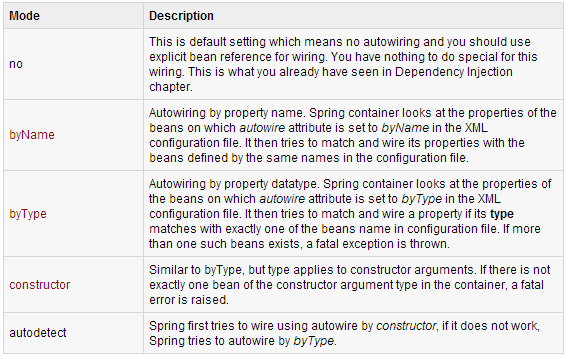 Mode Description
no
This is default setting which means no autowiring and you should use
explicit bean reference for wiring. You have nothing to do special for this
wiring. This is what you already have seen in Dependency Injection
chapter.
byName
Autowiring by property name. Spring container looks at the properties of the
beans on which autowire attribute is set to byName in the XML
configuration file. It then tries to match and wire its properties with the
beans defined by the same names in the configuration file.
byType
Autowiring by property datatype. Spring container looks at the properties of
the beans on which autowire attribute is set to byType in the XML
configuration file. It then tries to match and wire a property if its type
matches with exactly one of the beans name in configuration file. If more
than one such beans exists, a fatal exception is thrown.
constructor
Similar to byType, but type applies to constructor arguments. If there is not
exactly one bean of the constructor argument type in the container, a fatal
error is raised.
autodetect
Spring first tries to wire using autowire by constructor, if it does not work,
Spring tries to autowire by byType.